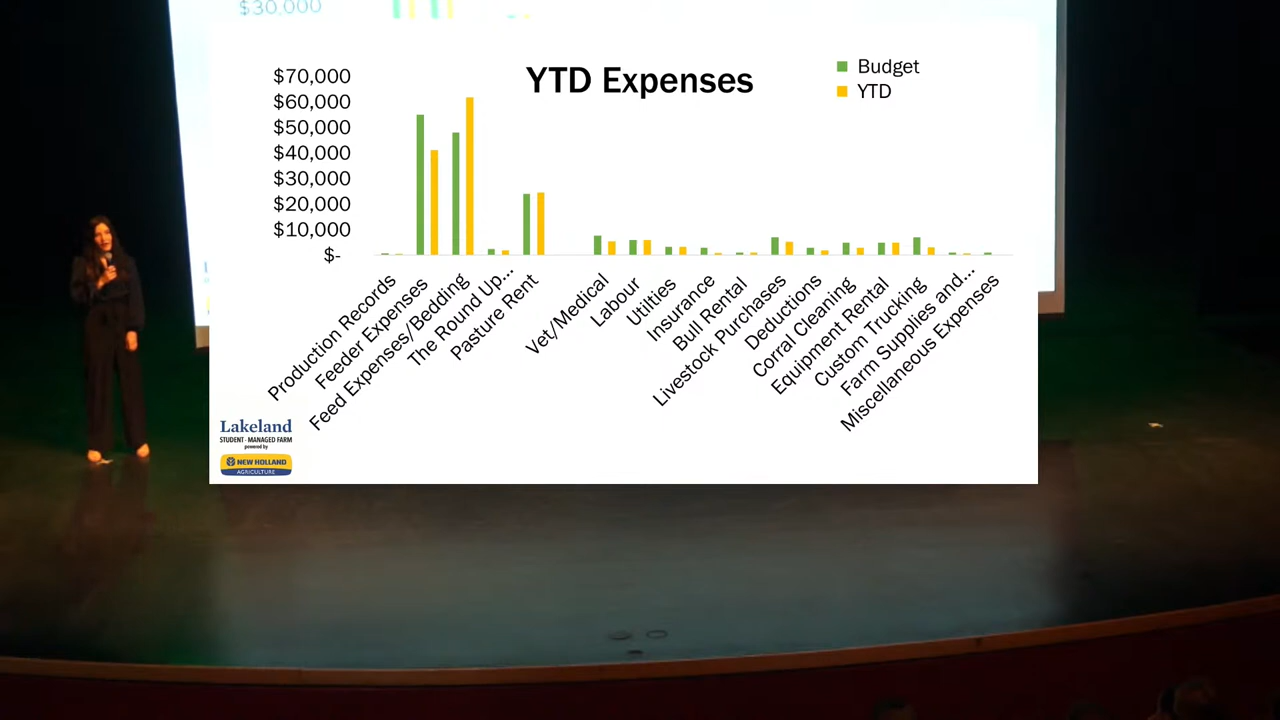 $30,000
YTD Expenses
Budget
YTD
$70,000
$60,000
$50,000
$40,000
$30,000
$20,000
$10,000
$-
Production Records
Feeder Expenses
Feed Expenses/Bedding
The Round Up...
Pasture Rent
Vet/Medical
Labour
Utilties
Insurance
Bull Rental
Livestock Purchases
Deductions
Corral Cleaning
Equipment Rental
Custom Trucking
Farm Supplies and...
Miscellaneous Expenses
Lakeland
STUDENT-MANAGED FARM
powered by
NEW HOLLAND
AGRICULTURE